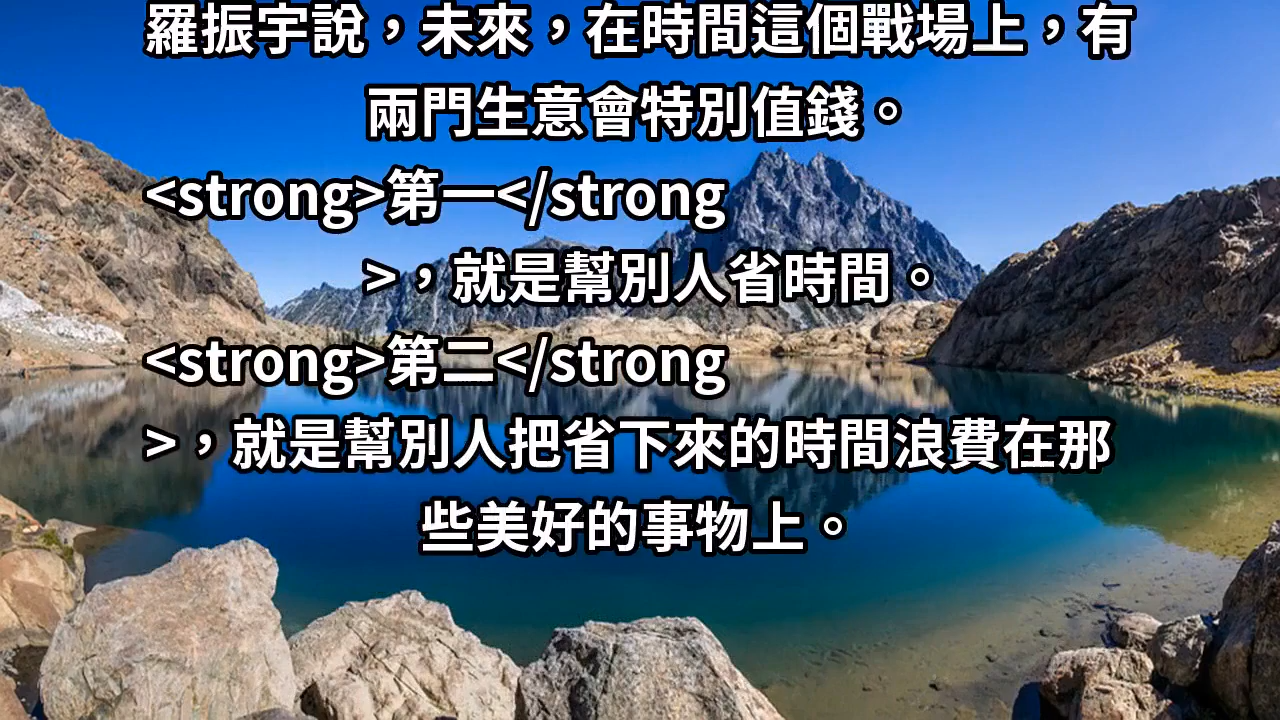 羅振宇說，未來，在時間這個戰場上，有
兩門生意會特別值錢。
<strong>第一</strong
>，就是幫別人省時間。
<strong>第二</strong
>，就是幫別人把省下來的時間浪費在那
些美好的事物上。